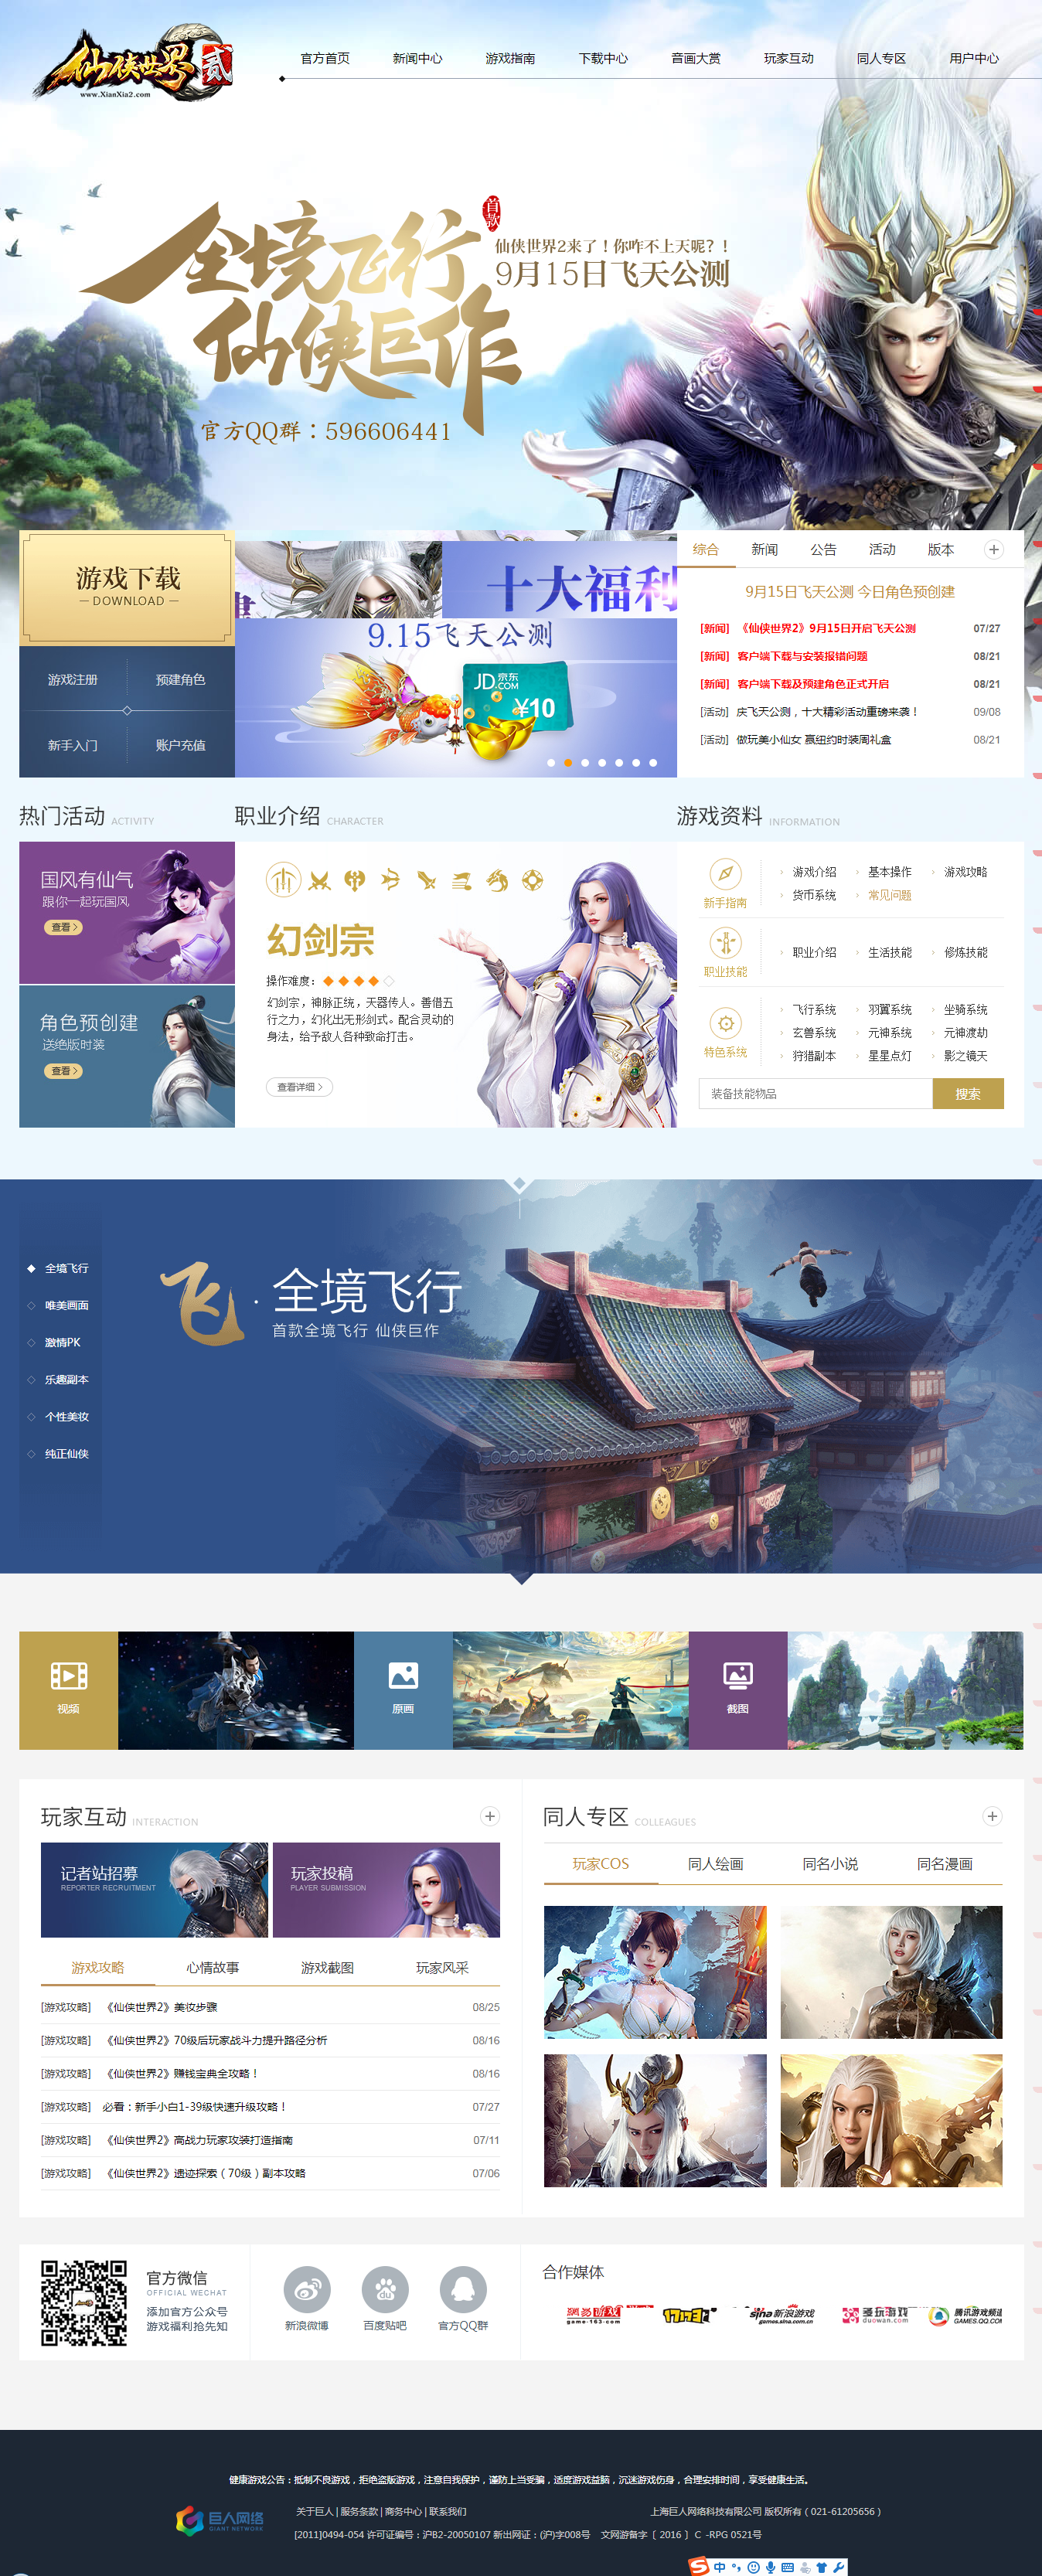 仙侠世界贰
www.XianXia2.com
官方首页 新闻中心 游戏指南 下载中心 音画大赏 玩家互动 同人专区 用户中心
首款
全境飞行
仙侠巨作
仙侠世界2来了！你咋不上天呢？！
9月15日飞天公测
官方QQ群：596606441
游戏下载
— DOWNLOAD —
游戏注册 预建角色
新手入门 账户充值
十大福利
9.15飞天公测
JD 京东
JD.COM
¥10
综合 新闻 公告 活动 版本
9月15日飞天公测 今日角色预创建
[新闻] 《仙侠世界2》9月15日开启飞天公测 07/27
[新闻] 客户端下载与安装报错问题 08/21
[新闻] 客户端下载及预建角色正式开启 08/21
[活动] 庆飞天公测，十大精彩活动重磅来袭！ 09/08
[活动] 做玩美小仙女 赢纽约时装周礼盒 08/21
热门活动 ACTIVITY
国风有仙气
跟你一起玩国风
查看
角色预创建
送绝版时装
查看
职业介绍 CHARACTER
幻剑宗
操作难度：
幻剑宗，神脉正统，天器传人。善借五
行之力，幻化出无形剑式。配合灵动的
身法，给予敌人各种致命打击。
查看详细
游戏资料 INFORMATION
新手指南
游戏介绍 基本操作 游戏攻略
货币系统 常见问题
职业技能
职业介绍 生活技能 修炼技能
特色系统
飞行系统 羽翼系统 坐骑系统
玄兽系统 元神系统 元神渡劫
狩猎副本 星星点灯 影之镜天
装备技能物品 搜索
全境飞行
唯美画面
激情PK
乐趣副本
个性美妆
纯正仙侠
飞·全境飞行
首款全境飞行 仙侠巨作
视频
原画
截图
玩家互动 INTERACTION
记者站招募
REPORTER RECRUITMENT
玩家投稿
PLAYER SUBMISSION
游戏攻略 心情故事 游戏截图 玩家风采
[游戏攻略] 《仙侠世界2》美妆步骤 08/25
[游戏攻略] 《仙侠世界2》70级后玩家战斗力提升路径分析 08/16
[游戏攻略] 《仙侠世界2》赚钱宝典全攻略！ 08/16
[游戏攻略] 必看：新手小白1-39级快速升级攻略！ 07/27
[游戏攻略] 《仙侠世界2》高战力玩家攻装打造指南 07/11
[游戏攻略] 《仙侠世界2》遗迹探索（70级）副本攻略 07/06
同人专区 COLLEAGUES
玩家COS 同人绘画 同名小说 同名漫画
官方微信
OFFICIAL WECHAT
添加官方公众号
游戏福利抢先知
新浪微博 百度贴吧 官方QQ群
合作媒体
網易游戏
game·163.com
17173
sina新浪游戏
games.sina.com.cn
多玩游戏
duowan.com
腾讯游戏频道
GAMES.QQ.COM
健康游戏公告：抵制不良游戏，拒绝盗版游戏，注意自我保护，谨防上当受骗，适度游戏益脑，沉迷游戏伤身，合理安排时间，享受健康生活。
巨人网络
GIANT NETWORK
关于巨人 | 服务条款 | 商务中心 | 联系我们 上海巨人网络科技有限公司 版权所有（021-61205656）
[2011]0494-054 许可证编号：沪B2-20050107 新出网证：(沪)字008号 文网游备字〔 2016 〕Ｃ -RPG 0521号
中